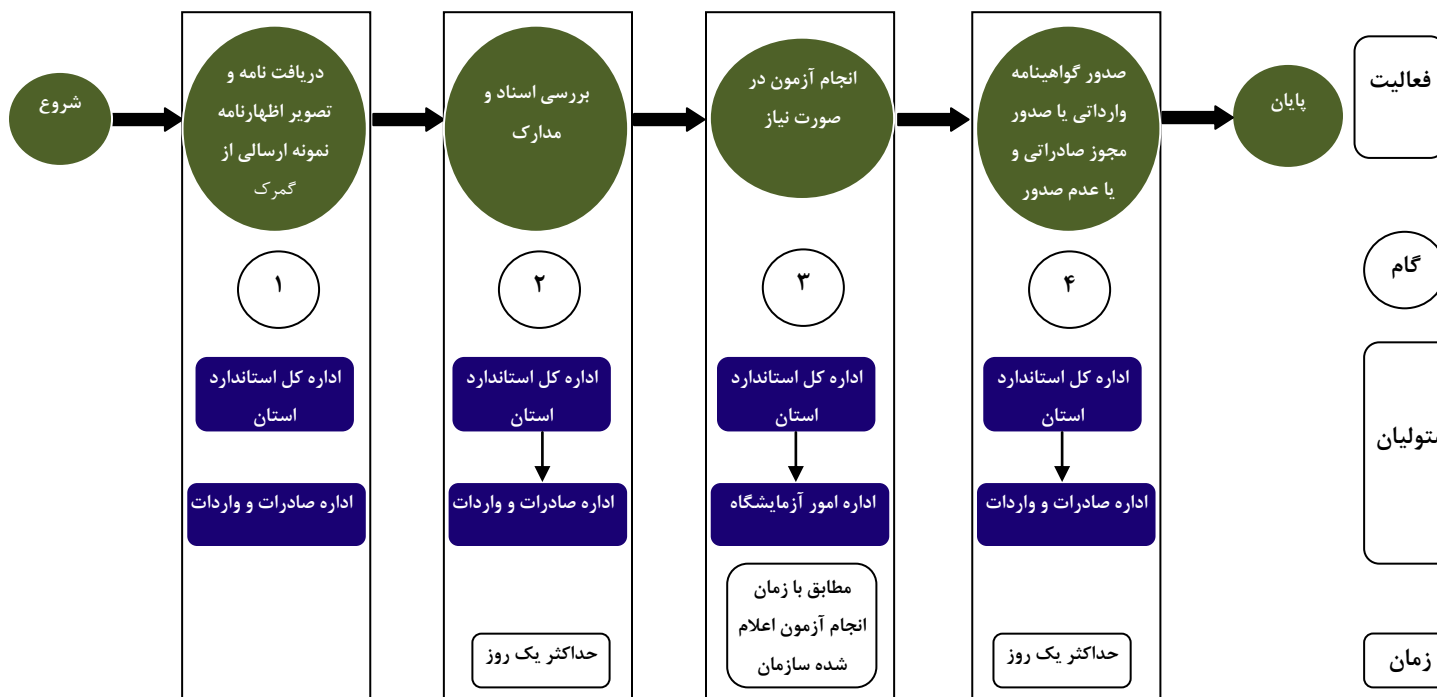 شروع
دریافت نامه و
تصویر اظهارنامه
نمونه ارسالی از
گمرک
بررسی اسناد و
مدارک
انجام آزمون در
صورت نیاز
صدور گواهینامه
وارداتی یا صدور
مجوز صادراتی و
یا عدم صدور
پایان
فعالیت
۱
۲
۳
۴
گام
اداره کل استاندارد
استان
اداره کل استاندارد
استان
اداره کل استاندارد
استان
اداره کل استاندارد
استان
اداره صادرات و واردات
اداره صادرات و واردات
اداره امور آزمایشگاه
اداره صادرات و واردات
حداکثر یک روز
مطابق با زمان
انجام آزمون اعلام
شده سازمان
حداکثر یک روز
زمان